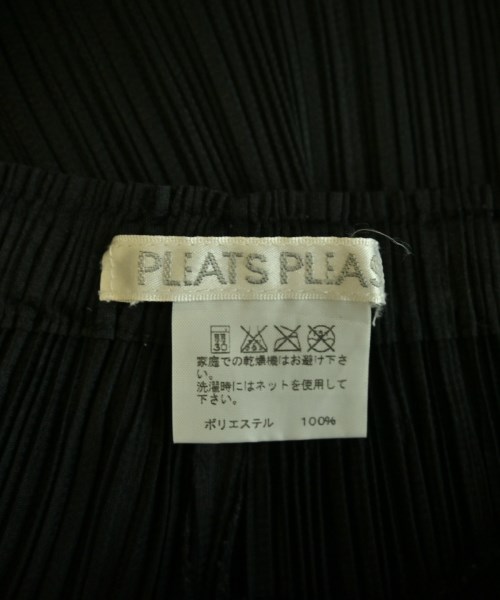 PLEATS PLEAS
弱
30
家庭での乾燥機はお避け下さ
い。
洗濯時にはネットを使用して
下さい。
ポリエステル 100%